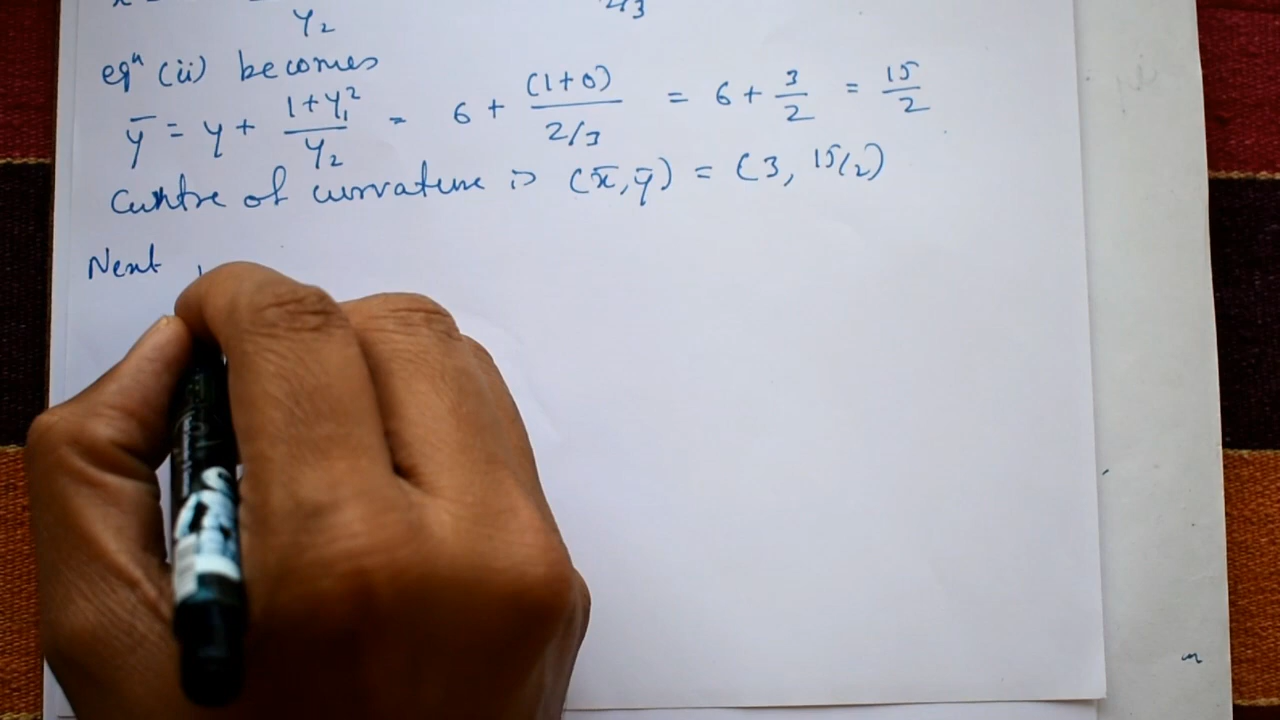 y₂
eqⁿ (ii) becomes
ȳ = y + (1+y₁²)/y₂ = 6 + (1+0)/(2/3) = 6 + 3/2 = 15/2
Centre of curvature is (x̄, ȳ) = (3, 15/2)
Next